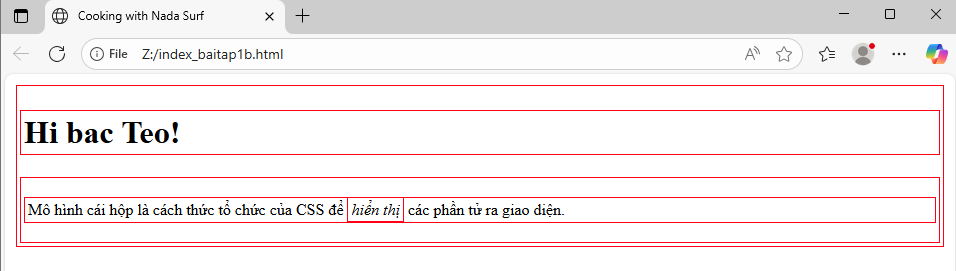 Cooking with Nada Surf
File Z:/index_baitap1b.html
Hi bac Teo!
Mô hình cái hộp là cách thức tổ chức của CSS để hiển thị các phần tử ra giao diện.